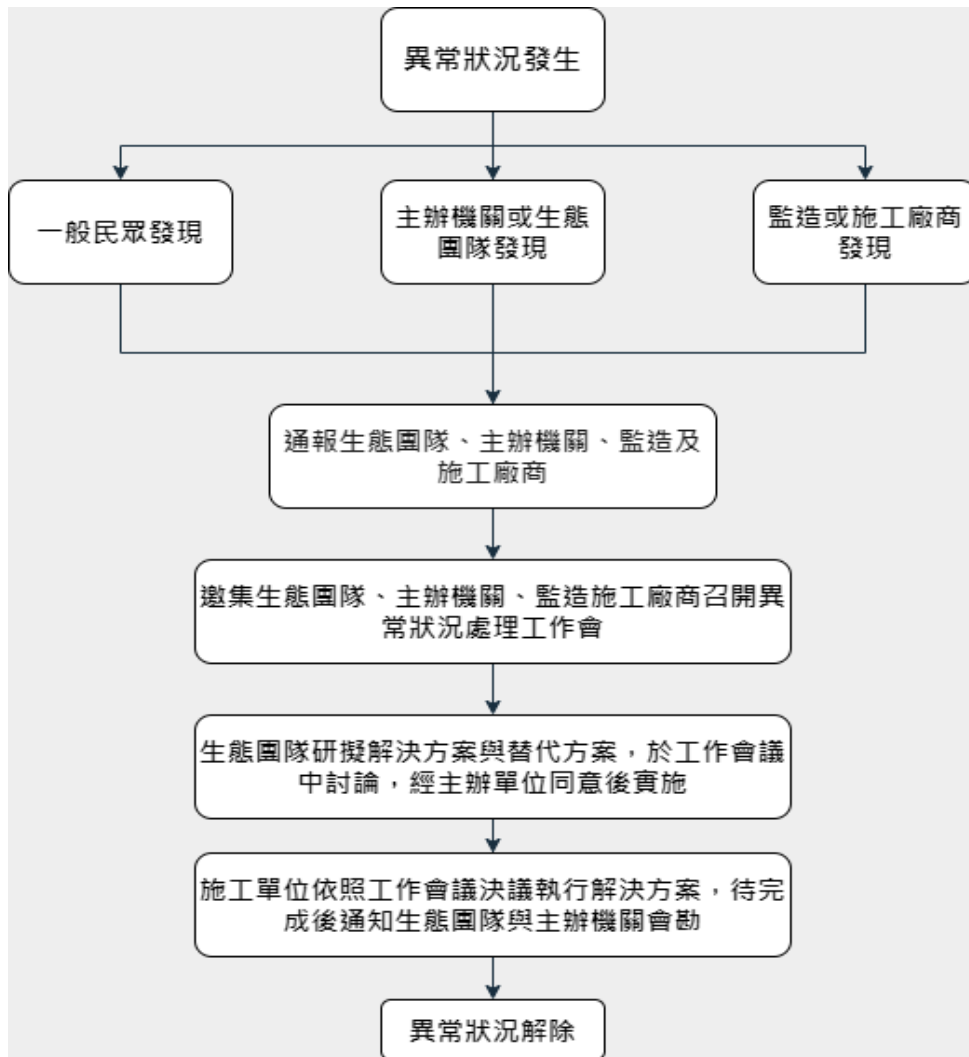 異常狀況發生
一般民眾發現
主辦機關或生態
團隊發現
監造或施工廠商
發現
通報生態團隊、主辦機關、監造及
施工廠商
邀集生態團隊、主辦機關、監造施工廠商召開異
常狀況處理工作會
生態團隊研擬解決方案與替代方案，於工作會議
中討論，經主辦單位同意後實施
施工單位依照工作會議決議執行解決方案，待完
成後通知生態團隊與主辦機關會勘
異常狀況解除